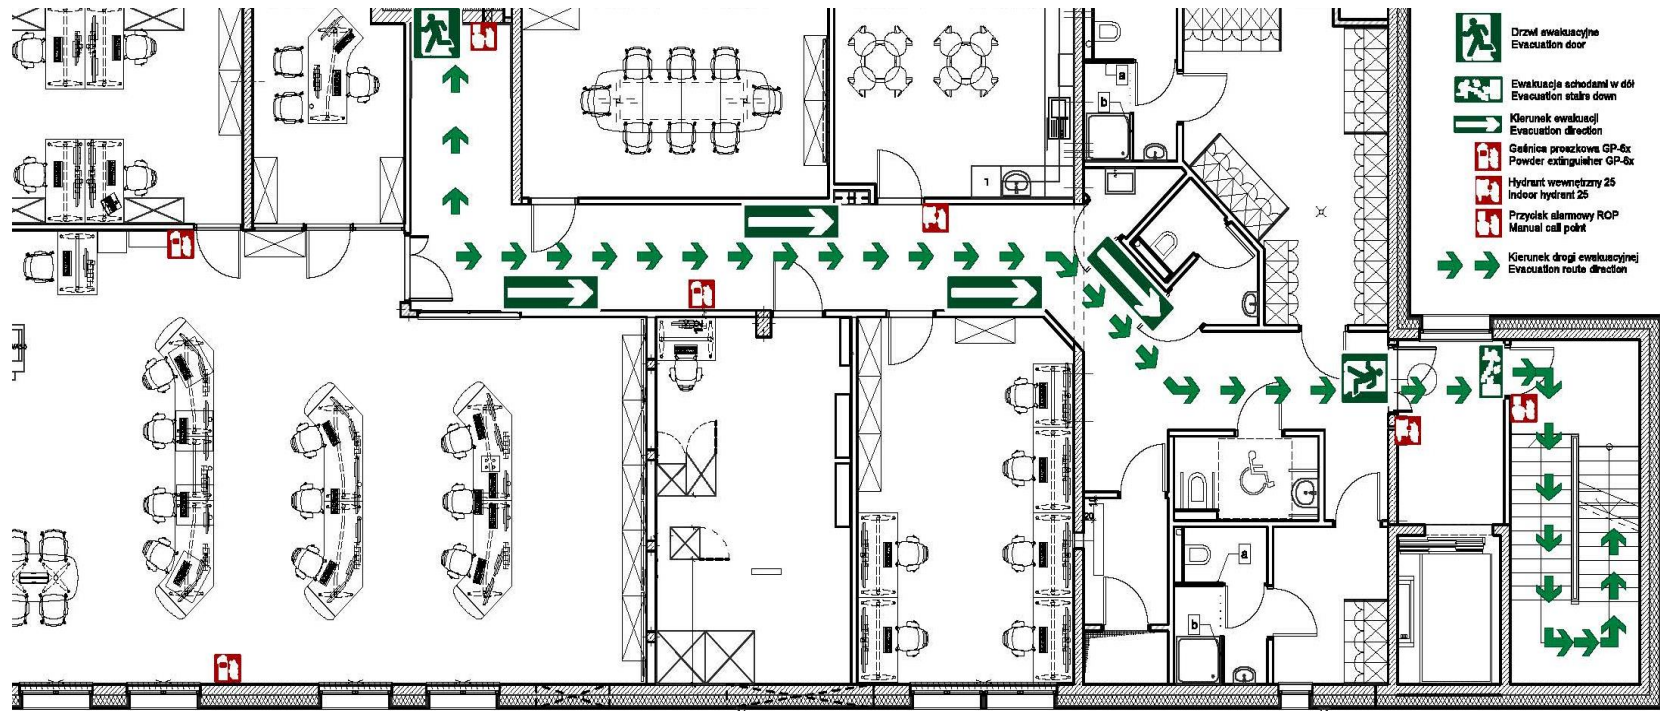 Drzwi ewakuacyjne
Evacuation door
Ewakuacja schodami w dół
Evacuation stairs down
Kierunek ewakuacji
Evacuation direction
Gaśnica proszkowa GP-6x
Powder extinguisher GP-6x
Hydrant wewnętrzny 25
Indoor hydrant 25
Przycisk alarmowy ROP
Manual call point
Kierunek drogi ewakuacyjnej
Evacuation route direction
a
b
a
b